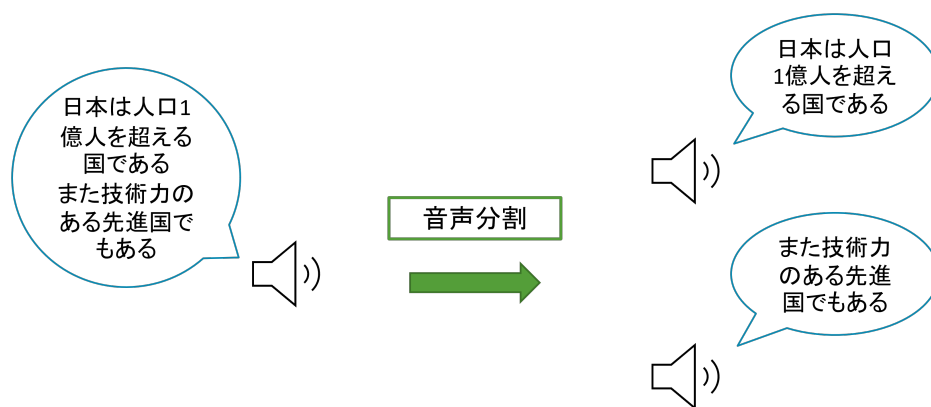 日本は人口1
億人を超える
国である
また技術力の
ある先進国で
もある
音声分割
日本は人口
1億人を超え
る国である
また技術力
のある先進
国でもある